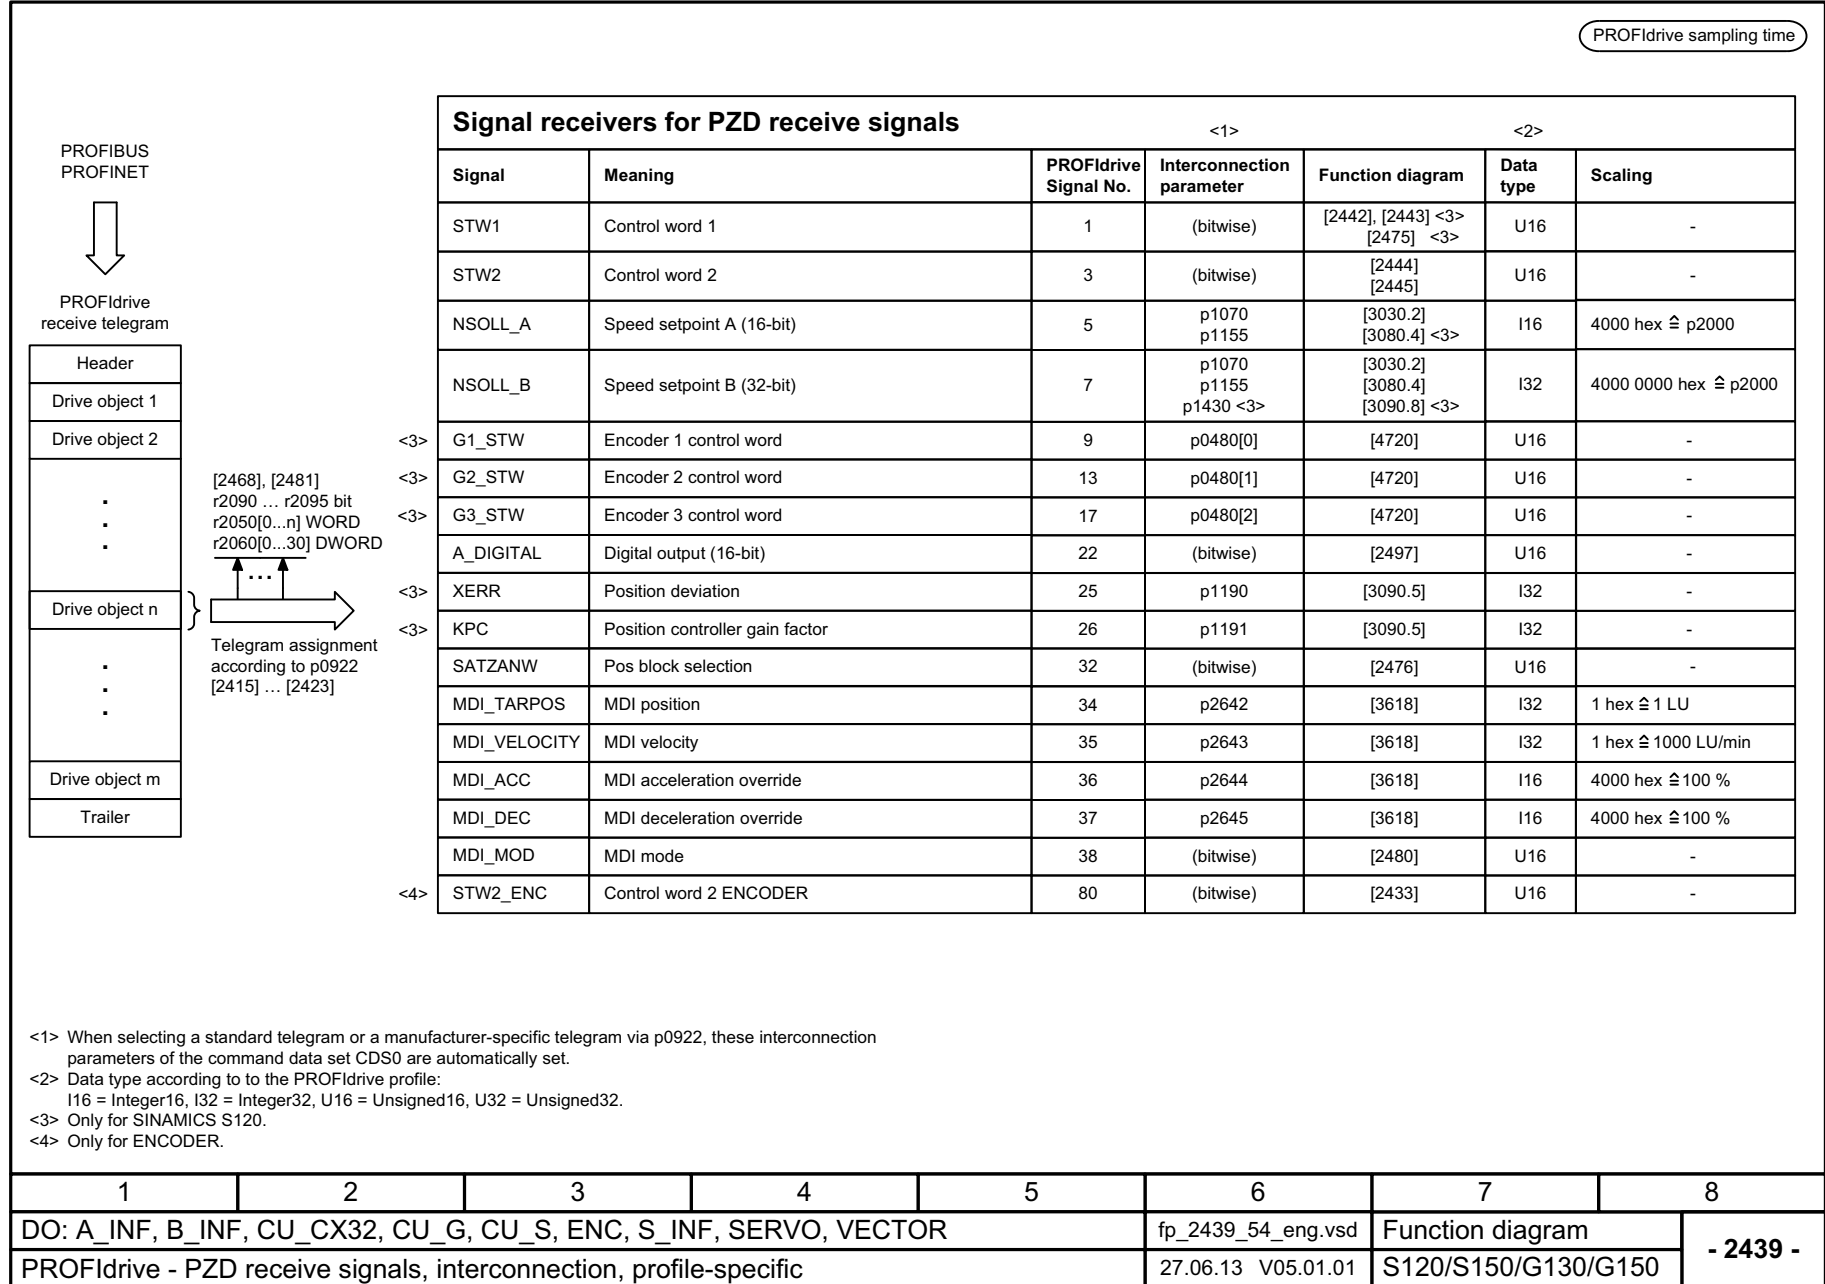 PROFIdrive sampling time
PROFIBUS
PROFINET
PROFIdrive
receive telegram
Header
Drive object 1
Drive object 2
.
.
.
Drive object n
.
.
.
Drive object m
Trailer
[2468], [2481]
r2090 … r2095 bit
r2050[0...n] WORD
r2060[0...30] DWORD
...
Telegram assignment
according to p0922
[2415] … [2423]
Signal receivers for PZD receive signals <1> <2>
Signal Meaning PROFIdrive Signal No. Interconnection parameter Function diagram Data type Scaling
STW1 Control word 1 1 (bitwise) [2442], [2443] <3> [2475] <3> U16 -
STW2 Control word 2 3 (bitwise) [2444] [2445] U16 -
NSOLL_A Speed setpoint A (16-bit) 5 p1070 p1155 [3030.2] [3080.4] <3> I16 4000 hex ≙ p2000
NSOLL_B Speed setpoint B (32-bit) 7 p1070 p1155 p1430 <3> [3030.2] [3080.4] [3090.8] <3> I32 4000 0000 hex ≙ p2000
<3> G1_STW Encoder 1 control word 9 p0480[0] [4720] U16 -
<3> G2_STW Encoder 2 control word 13 p0480[1] [4720] U16 -
<3> G3_STW Encoder 3 control word 17 p0480[2] [4720] U16 -
A_DIGITAL Digital output (16-bit) 22 (bitwise) [2497] U16 -
<3> XERR Position deviation 25 p1190 [3090.5] I32 -
<3> KPC Position controller gain factor 26 p1191 [3090.5] I32 -
SATZANW Pos block selection 32 (bitwise) [2476] U16 -
MDI_TARPOS MDI position 34 p2642 [3618] I32 1 hex ≙ 1 LU
MDI_VELOCITY MDI velocity 35 p2643 [3618] I32 1 hex ≙ 1000 LU/min
MDI_ACC MDI acceleration override 36 p2644 [3618] I16 4000 hex ≙ 100 %
MDI_DEC MDI deceleration override 37 p2645 [3618] I16 4000 hex ≙ 100 %
MDI_MOD MDI mode 38 (bitwise) [2480] U16 -
<4> STW2_ENC Control word 2 ENCODER 80 (bitwise) [2433] U16 -
<1> When selecting a standard telegram or a manufacturer-specific telegram via p0922, these interconnection
parameters of the command data set CDS0 are automatically set.
<2> Data type according to to the PROFIdrive profile:
I16 = Integer16, I32 = Integer32, U16 = Unsigned16, U32 = Unsigned32.
<3> Only for SINAMICS S120.
<4> Only for ENCODER.
1 2 3 4 5 6 7 8
DO: A_INF, B_INF, CU_CX32, CU_G, CU_S, ENC, S_INF, SERVO, VECTOR fp_2439_54_eng.vsd Function diagram
- 2439 -
PROFIdrive - PZD receive signals, interconnection, profile-specific 27.06.13 V05.01.01 S120/S150/G130/G150